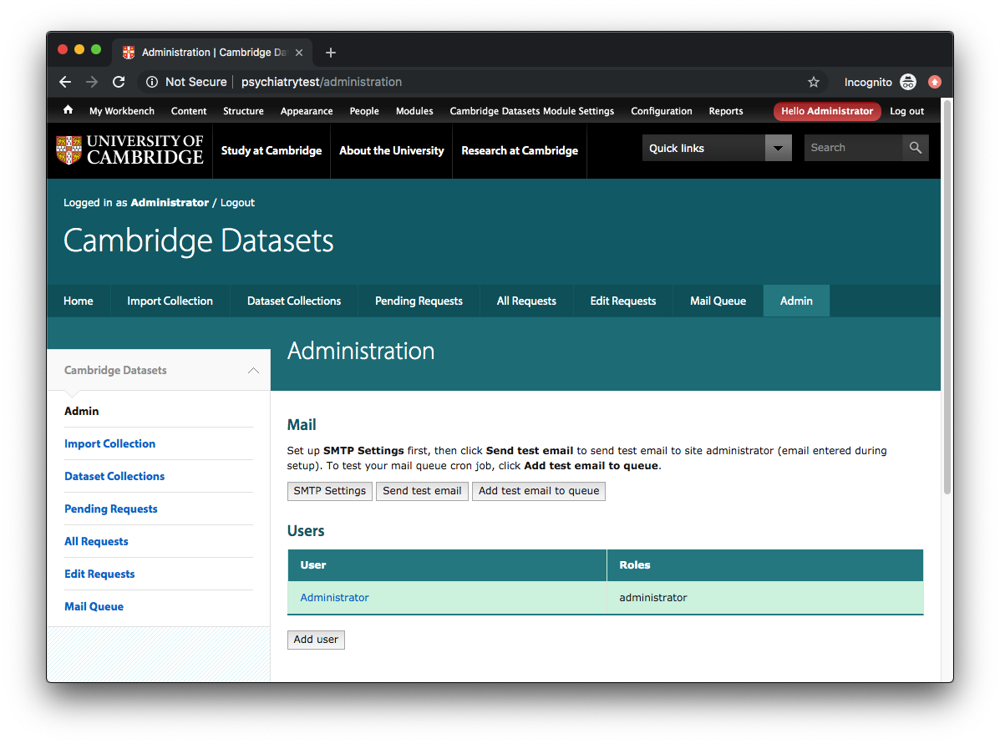 Administration | Cambridge Da
Not Secure psychiatrytest/administration Incognito
My Workbench Content Structure Appearance People Modules Cambridge Datasets Module Settings Configuration Reports Hello Administrator Log out
UNIVERSITY OF
CAMBRIDGE
Study at Cambridge About the University Research at Cambridge Quick links Search
Logged in as Administrator / Logout
Cambridge Datasets
Home Import Collection Dataset Collections Pending Requests All Requests Edit Requests Mail Queue Admin
Administration
Cambridge Datasets
Admin
Import Collection
Dataset Collections
Pending Requests
All Requests
Edit Requests
Mail Queue
Mail
Set up SMTP Settings first, then click Send test email to send test email to site administrator (email entered during
setup). To test your mail queue cron job, click Add test email to queue.
SMTP Settings Send test email Add test email to queue
Users
User Roles
Administrator administrator
Add user